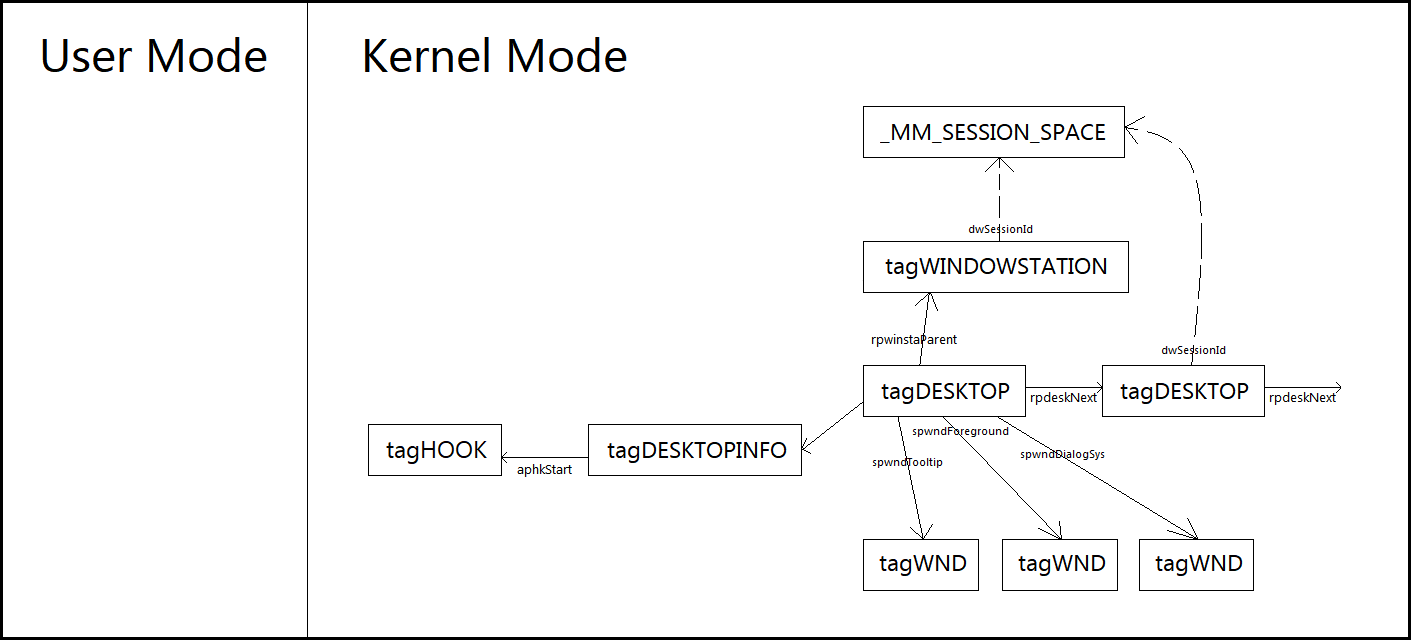 User Mode
Kernel Mode
_MM_SESSION_SPACE
dwSessionId
tagWINDOWSTATION
rpwinstaParent
dwSessionId
tagDESKTOP
rpdeskNext
tagDESKTOP
rpdeskNext
tagHOOK
aphkStart
tagDESKTOPINFO
spwndForeground
spwndTooltip
spwndDialogSys
tagWND
tagWND
tagWND